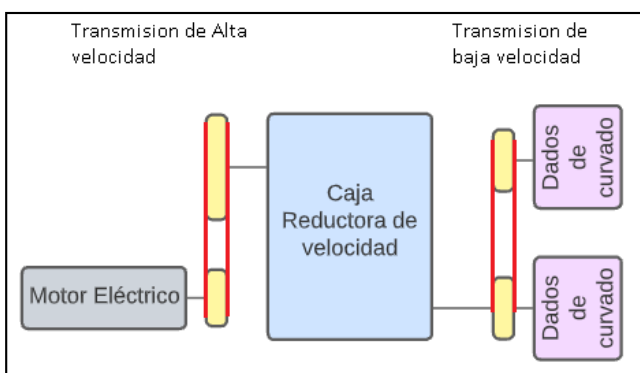 Transmision de Alta
velocidad
Transmision de
baja velocidad
Motor Eléctrico
Caja
Reductora de
velocidad
Dados
de
curvado
Dados
de
curvado